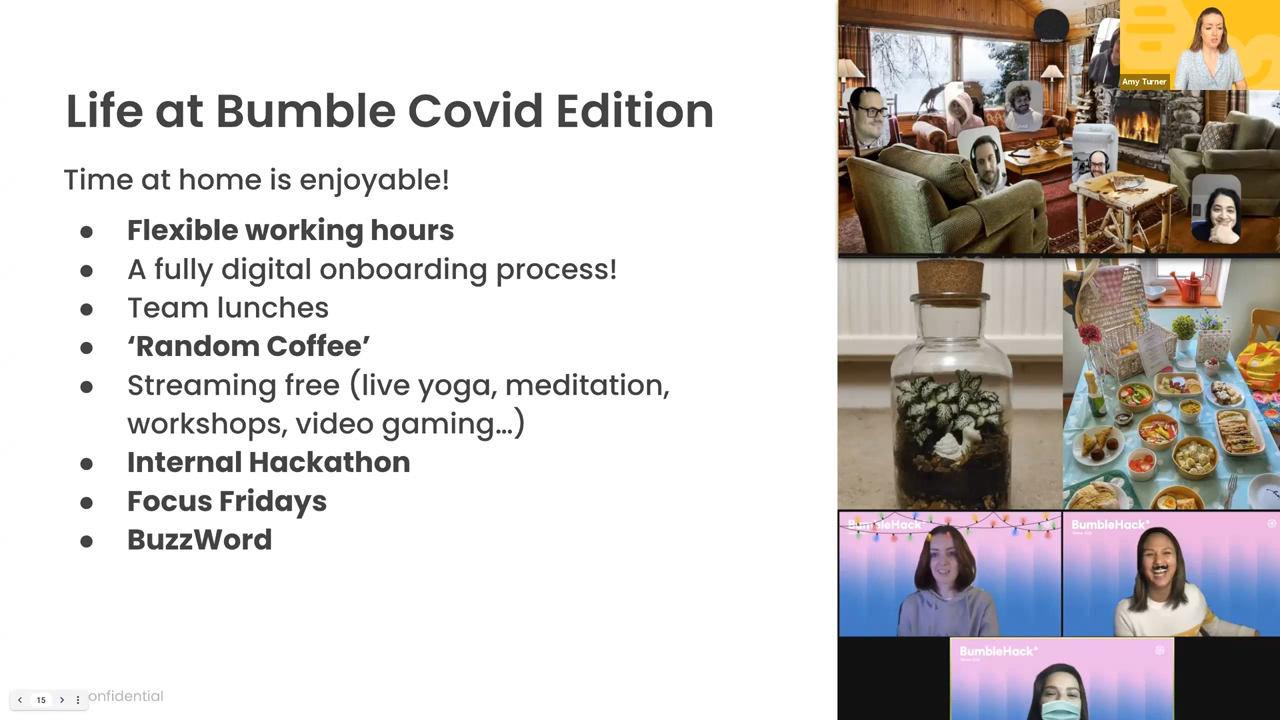 Life at Bumble Covid Edition
Time at home is enjoyable!
● Flexible working hours
● A fully digital onboarding process!
● Team lunches
● ‘Random Coffee’
● Streaming free (live yoga, meditation,
workshops, video gaming…)
● Internal Hackathon
● Focus Fridays
● BuzzWord
15
onfidential
Amy Turner
BumbleHack
BumbleHack*
BumbleHack*